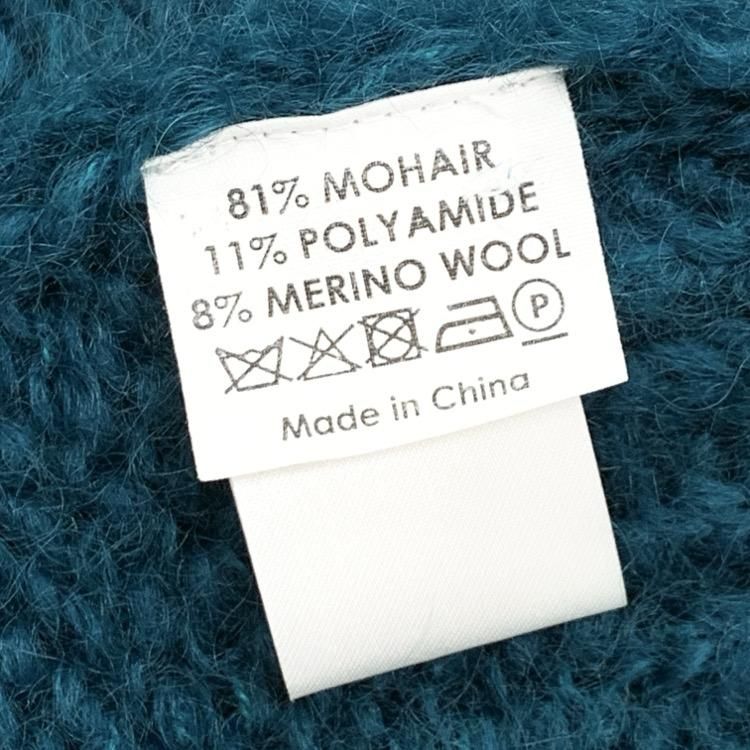 81% MOHAIR
11% POLYAMIDE
8% MERINO WOOL
P
Made in China